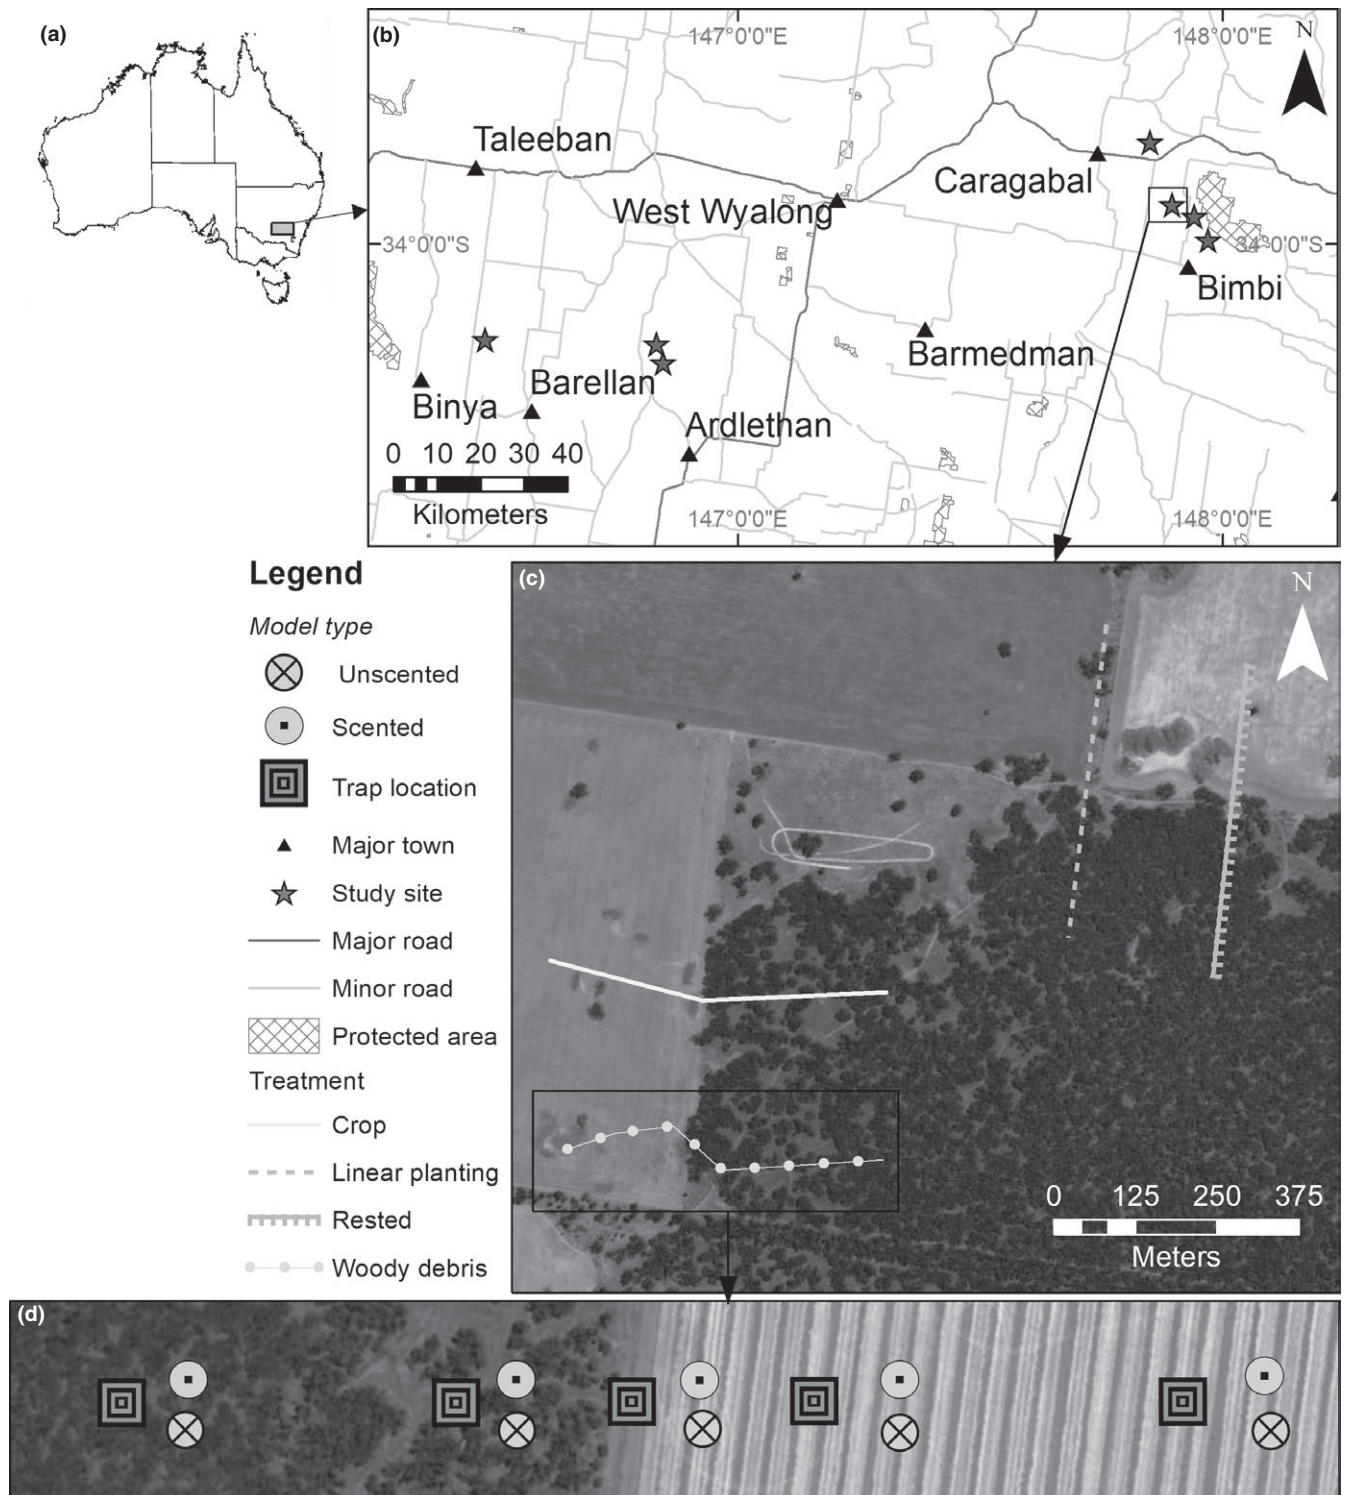 (a)
(b)
147°0'0"E
148°0'0"E
N
Taleeban
Caragabal
West Wyalong
34°0'0"S
34°0'0"S
Bimbi
Barmedman
Barellan
Binya
Ardlethan
0 10 20 30 40
Kilometers
147°0'0"E
148°0'0"E
Legend
Model type
Unscented
Scented
Trap location
Major town
Study site
Major road
Minor road
Protected area
Treatment
Crop
Linear planting
Rested
Woody debris
(c)
N
0 125 250 375
Meters
(d)